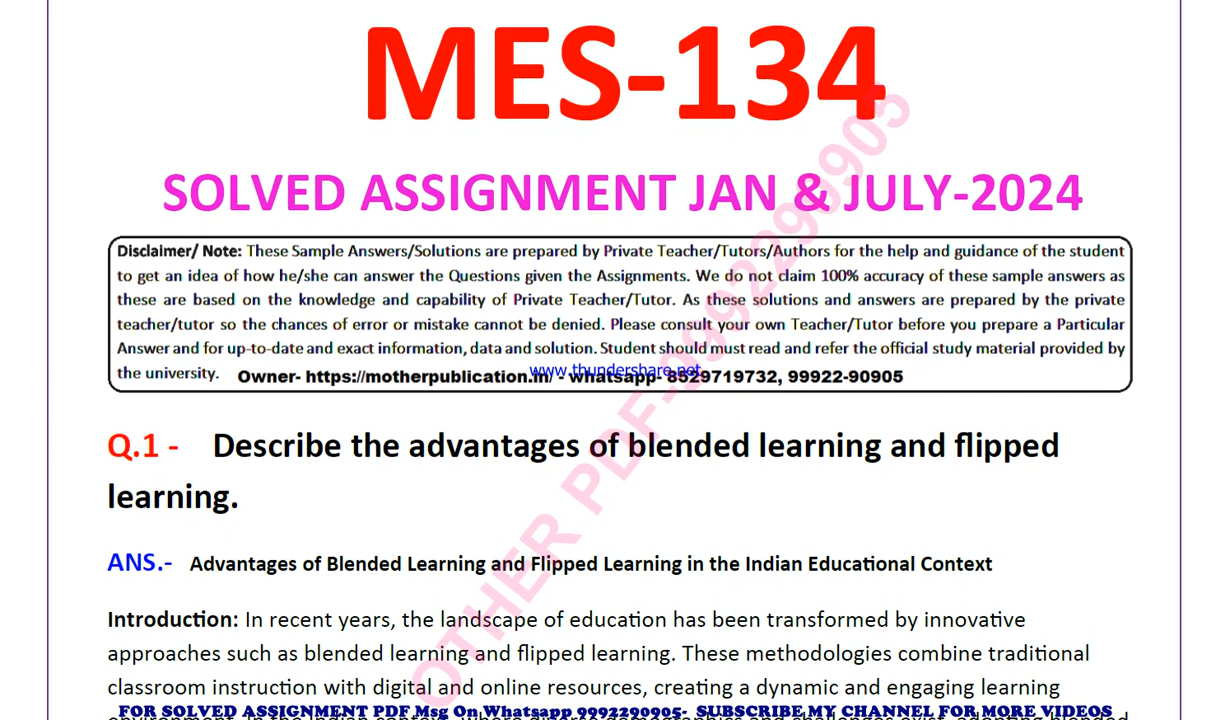 MES-134
SOLVED ASSIGNMENT JAN & JULY-2024
Disclaimer/ Note: These Sample Answers/Solutions are prepared by Private Teacher/Tutors/Authors for the help and guidance of the student
to get an idea of how he/she can answer the Questions given the Assignments. We do not claim 100% accuracy of these sample answers as
these are based on the knowledge and capability of Private Teacher/Tutor. As these solutions and answers are prepared by the private
teacher/tutor so the chances of error or mistake cannot be denied. Please consult your own Teacher/Tutor before you prepare a Particular
Answer and for up-to-date and exact information, data and solution. Student should must read and refer the official study material provided by
the university.
Owner- https://motherpublication.in/ - whatsapp- 8529719732, 99922-90905
www.thundershare.net
Q.1 - Describe the advantages of blended learning and flipped
learning.
ANS.- Advantages of Blended Learning and Flipped Learning in the Indian Educational Context
Introduction: In recent years, the landscape of education has been transformed by innovative
approaches such as blended learning and flipped learning. These methodologies combine traditional
classroom instruction with digital and online resources, creating a dynamic and engaging learning
FOR SOLVED ASSIGNMENT PDF Msg On Whatsapp 9992290905- SUBSCRIBE MY CHANNEL FOR MORE VIDEOS